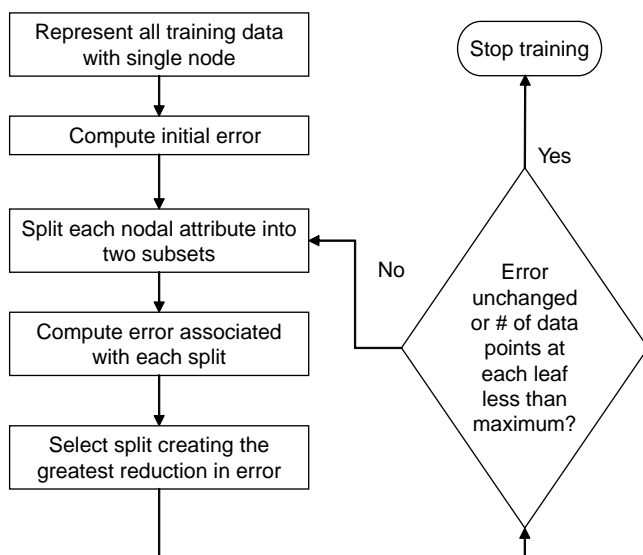 Represent all training data
with single node
Compute initial error
Split each nodal attribute into
two subsets
Compute error associated
with each split
Select split creating the
greatest reduction in error
Stop training
Yes
No
Error
unchanged
or # of data
points at
each leaf
less than
maximum?